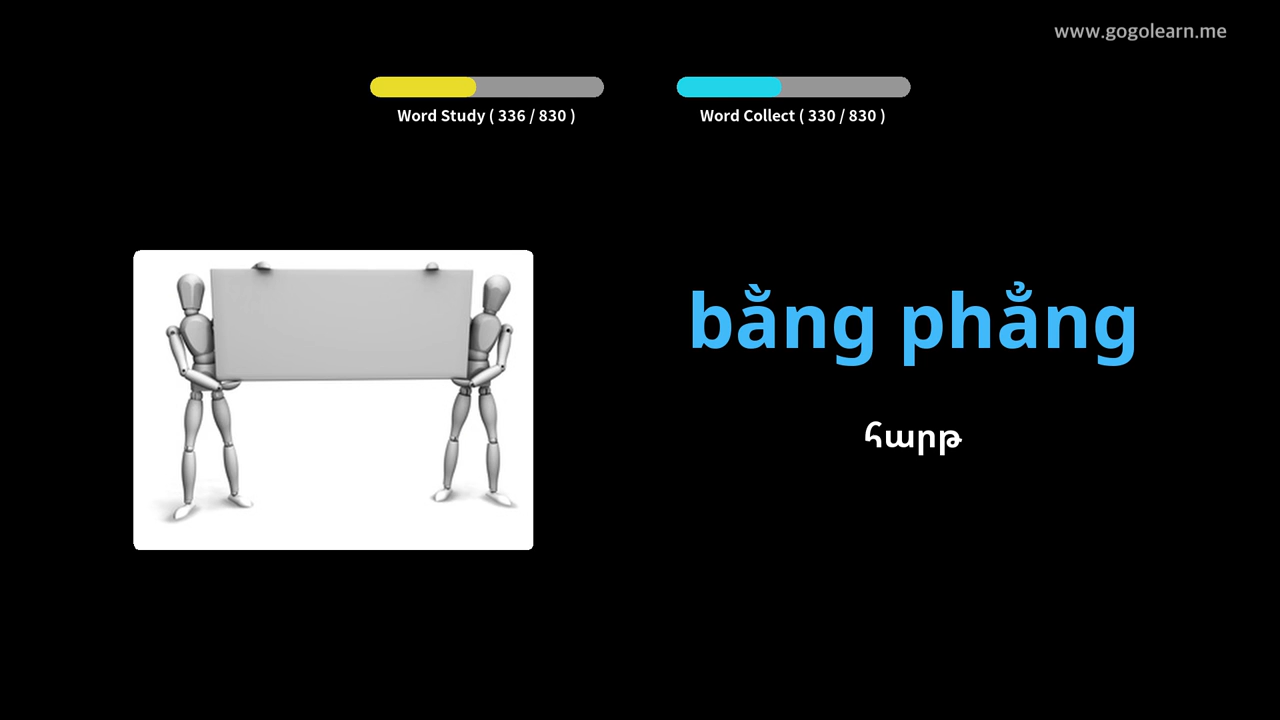 www.gogolearn.me
Word Study ( 336 / 830 )
Word Collect ( 330 / 830 )
bằng phẳng
հարթ